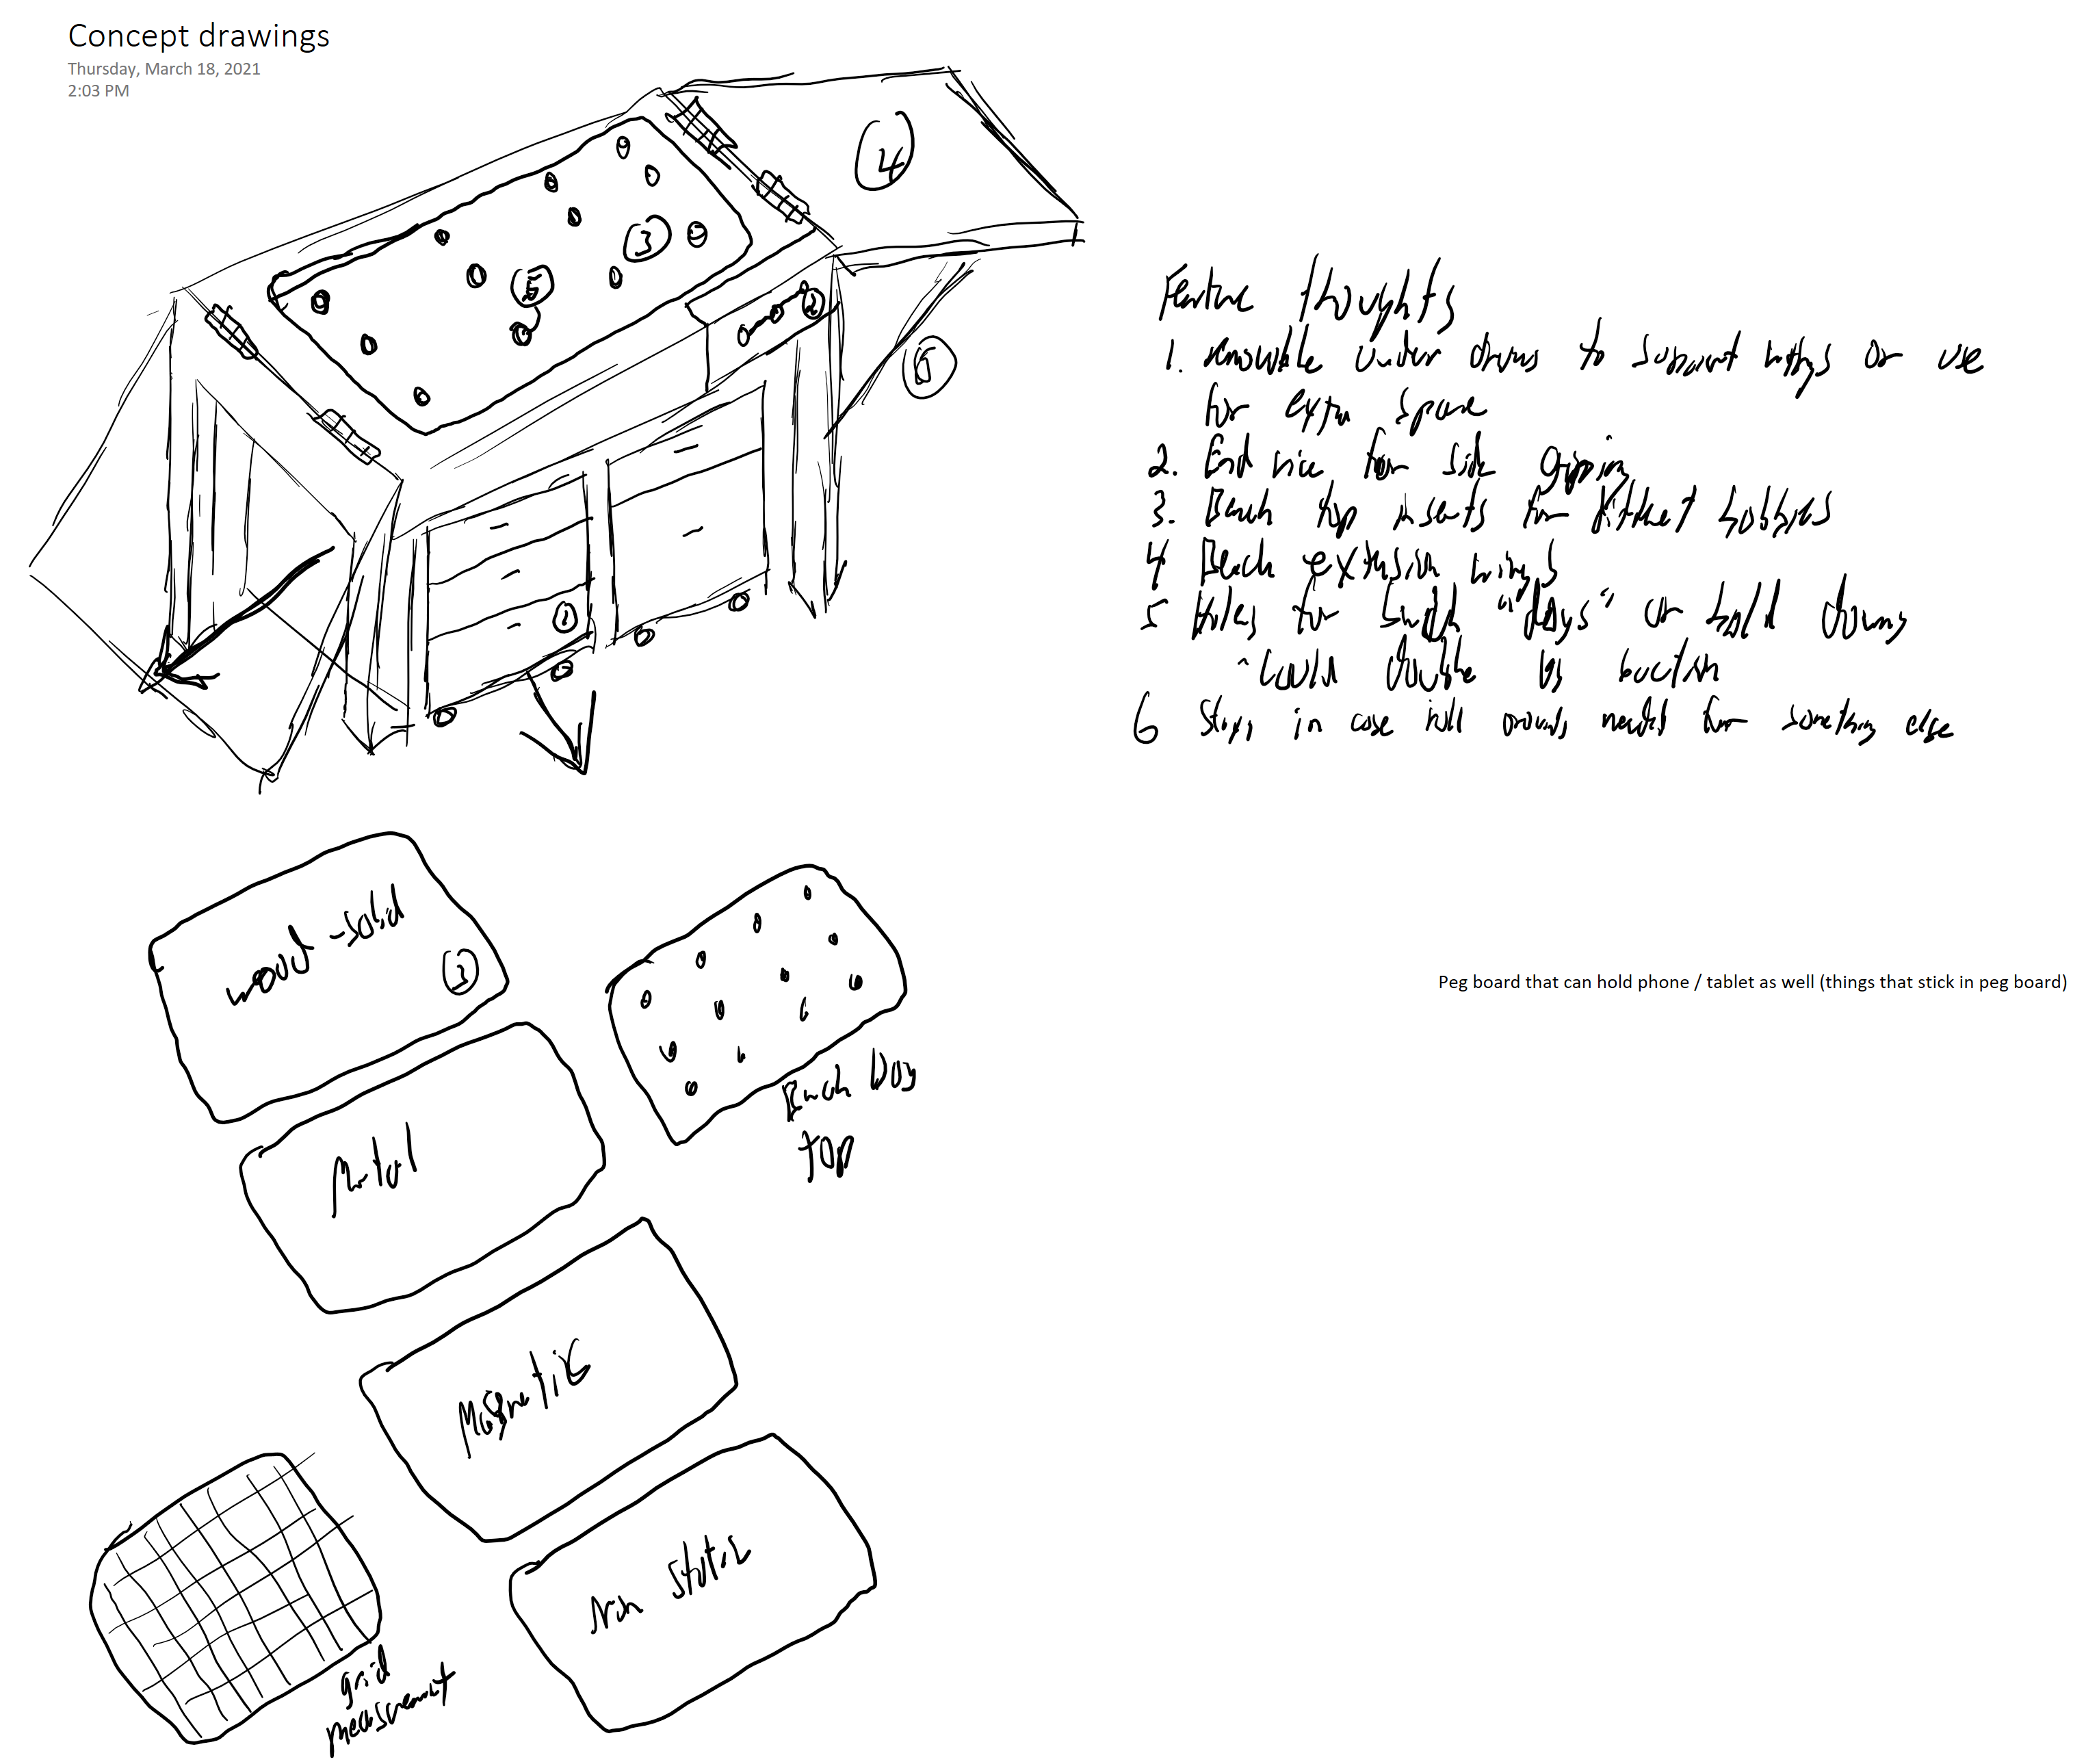 Concept drawings
Thursday, March 18, 2021
2:03 PM
4
3
5
2
6
1
Feature thoughts
1. removable under draws to support wings or use
for extra space
2. End vice for side gripping
3. Bench top inserts for different hobbies
4 Bench extension wings
5 Holes for bench "dogs" or hold downs
- Could double as suction
6 Stops in case roll around needed for something else
wood - solid
3
Bench Dog
top
Metal
Peg board that can hold phone / tablet as well (things that stick in peg board)
Magnetic
Non static
grid
measurement